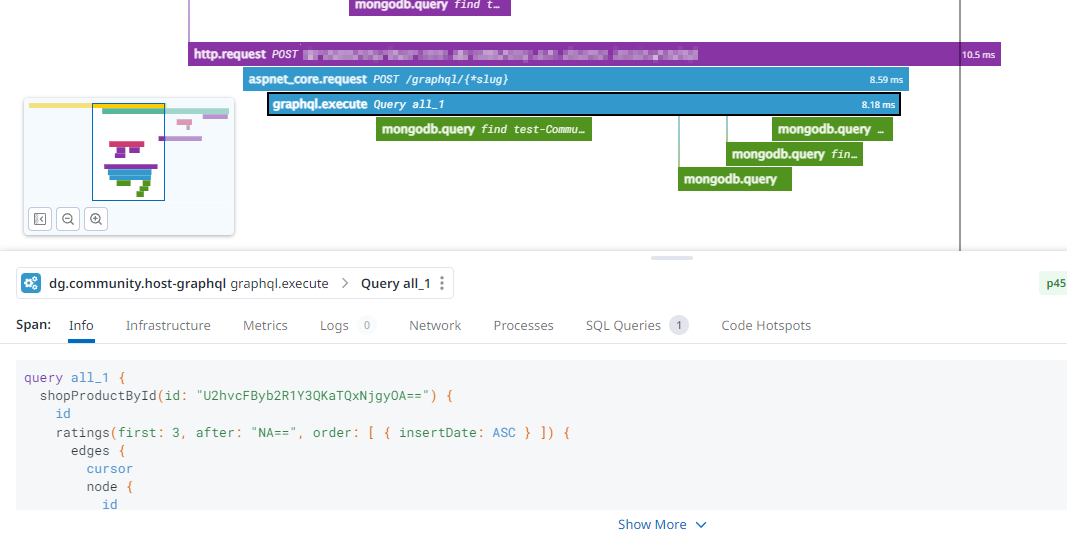 mongodb.query find t…
http.request POST
10.5 ms
aspnet_core.request POST /graphql/{*slug}
8.59 ms
graphql.execute Query all_1
8.18 ms
mongodb.query find test-Commu…
mongodb.query …
mongodb.query fin…
mongodb.query
dg.community.host-graphql graphql.execute > Query all_1
p45
Span: Info Infrastructure Metrics Logs 0 Network Processes SQL Queries 1 Code Hotspots
query all_1 {
shopProductById(id: "U2hvcFByb2R1Y3QKaTQxNjgyOA==") {
id
ratings(first: 3, after: "NA==", order: [ { insertDate: ASC } ]) {
edges {
cursor
node {
id
Show More